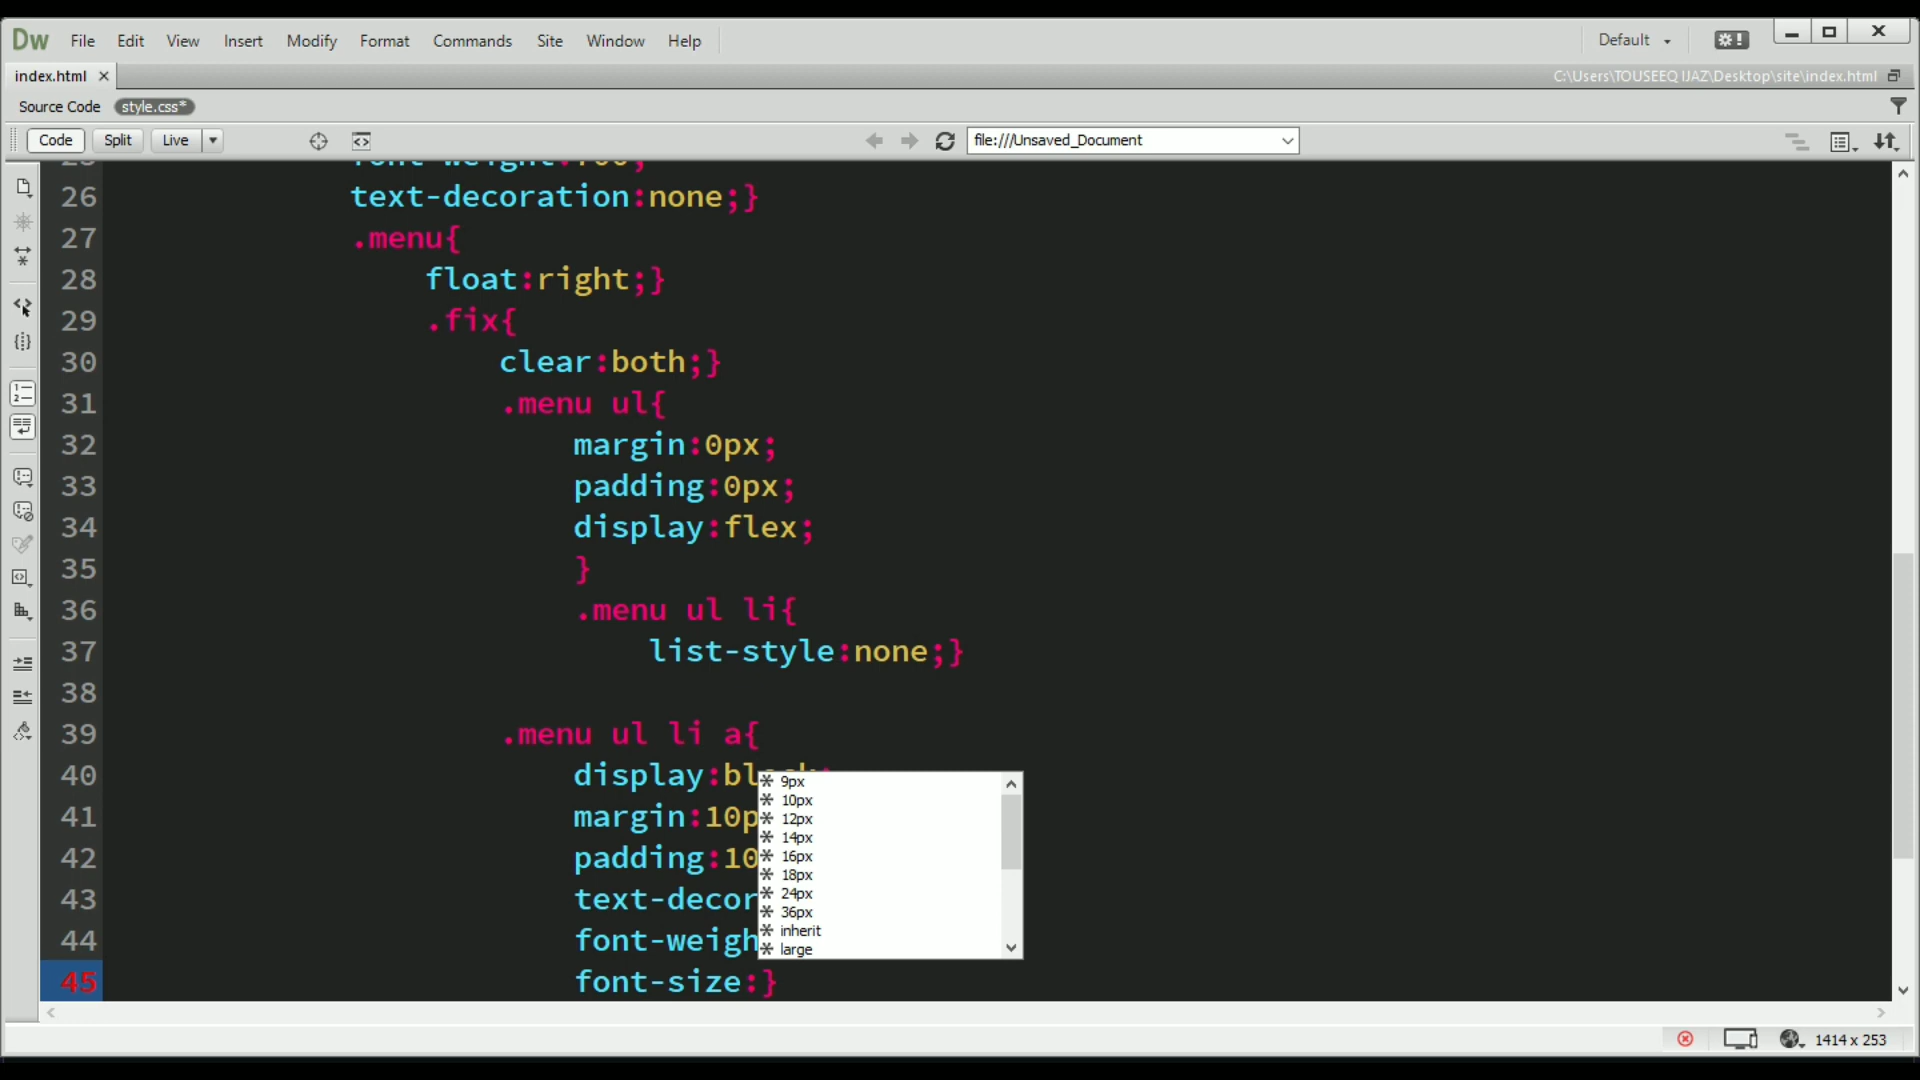 Dw File Edit View Insert Modify Format Commands Site Window Help Default
index.html C:\Users\TOUSEEQ IJAZ\Desktop\site\index.html
Source Code style.css*
Code Split Live file:///Unsaved_Document
26 text-decoration:none;}
27 .menu{
28 float:right;}
29 .fix{
30 clear:both;}
31 .menu ul{
32 margin:0px;
33 padding:0px;
34 display:flex;
35 }
36 .menu ul li{
37 list-style:none;}
38
39 .menu ul li a{
40 display:bl
9px
10px
41 margin:10p
12px
14px
42 padding:10
16px
18px
43 text-decor
24px
36px
44 font-weigh
inherit
large
45 font-size:}
1414 x 253